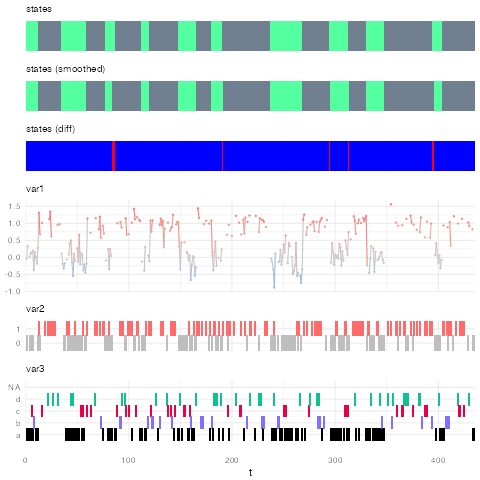 states
states (smoothed)
states (diff)
var1
1.5
1.0
0.5
0.0
-0.5
-1.0
var2
1
0
var3
NA
d
c
b
a
0 100 200 300 400
t